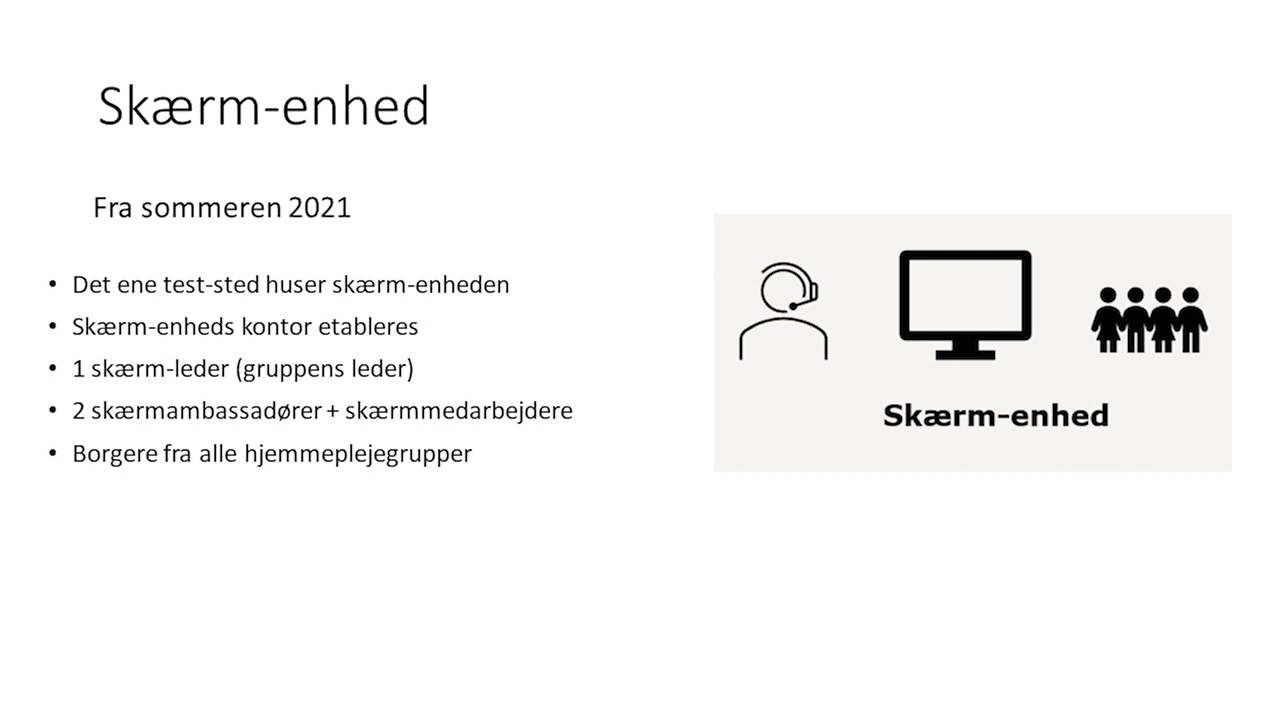 Skærm-enhed
Fra sommeren 2021
• Det ene test-sted huser skærm-enheden
• Skærm-enheds kontor etableres
• 1 skærm-leder (gruppens leder)
• 2 skærmambassadører + skærmmedarbejdere
• Borgere fra alle hjemmeplejegrupper
Skærm-enhed